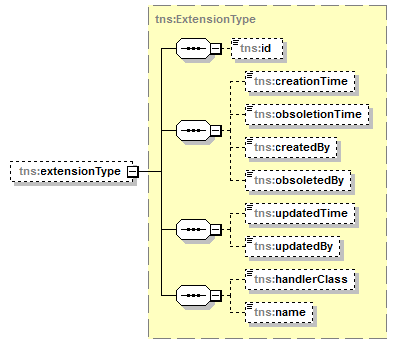 tns:ExtensionType
tns:id
tns:creationTime
tns:obsoletionTime
tns:createdBy
tns:extensionType
tns:obsoletedBy
tns:updatedTime
tns:updatedBy
tns:handlerClass
tns:name